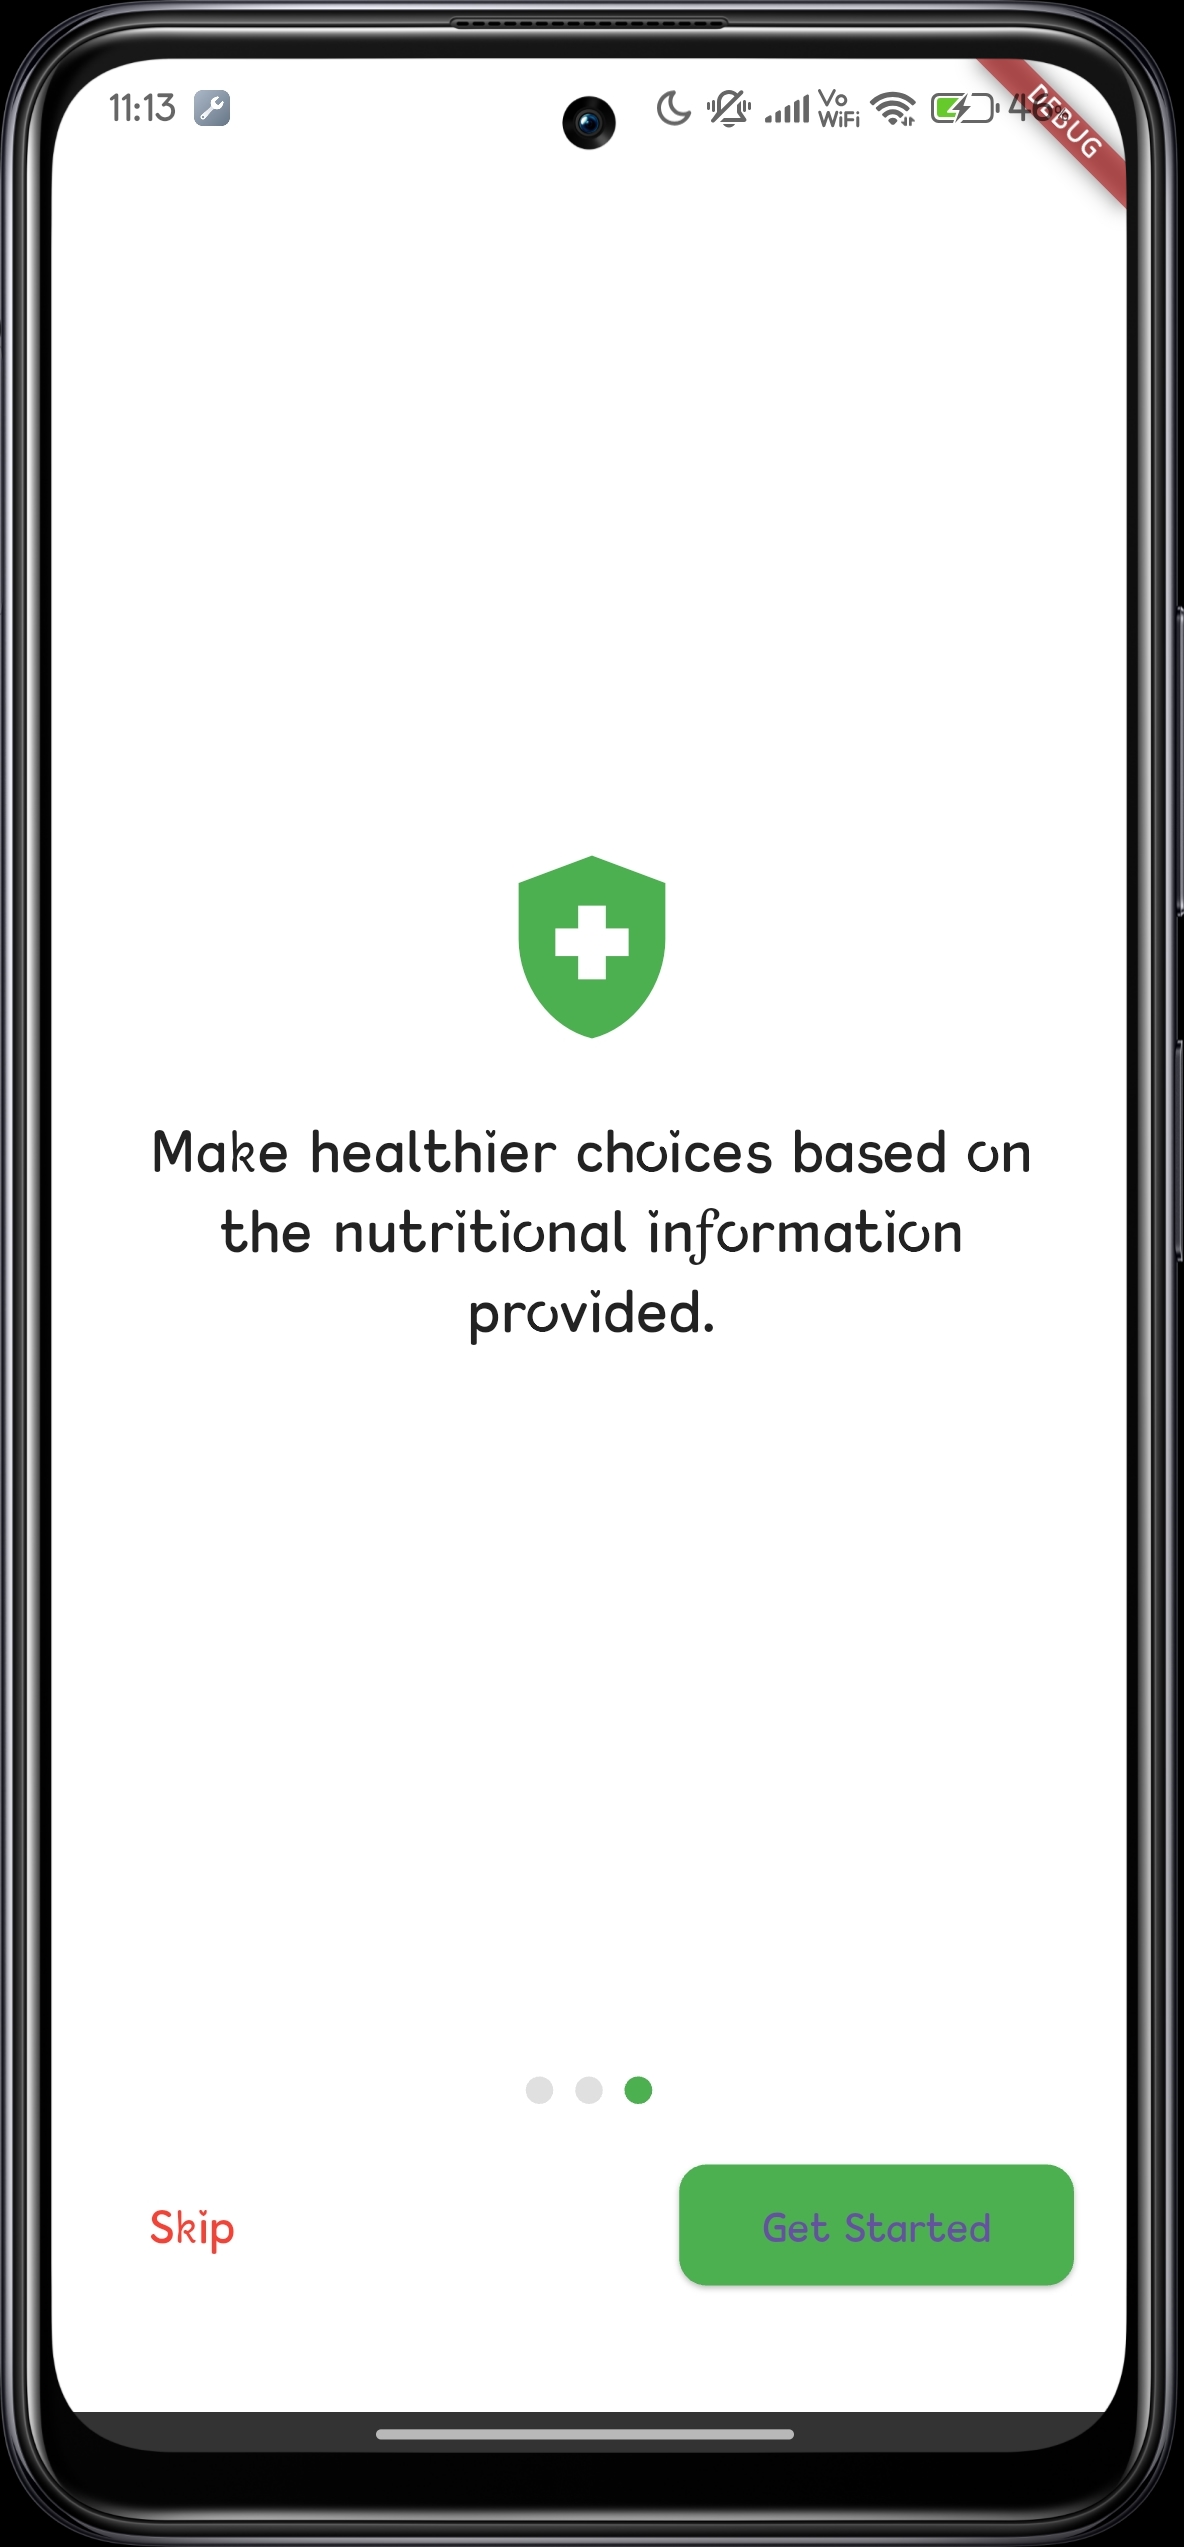 11:13
Vo
WiFi
46%
DEBUG
Make healthier choices based on
the nutritional information
provided.
Skip
Get Started